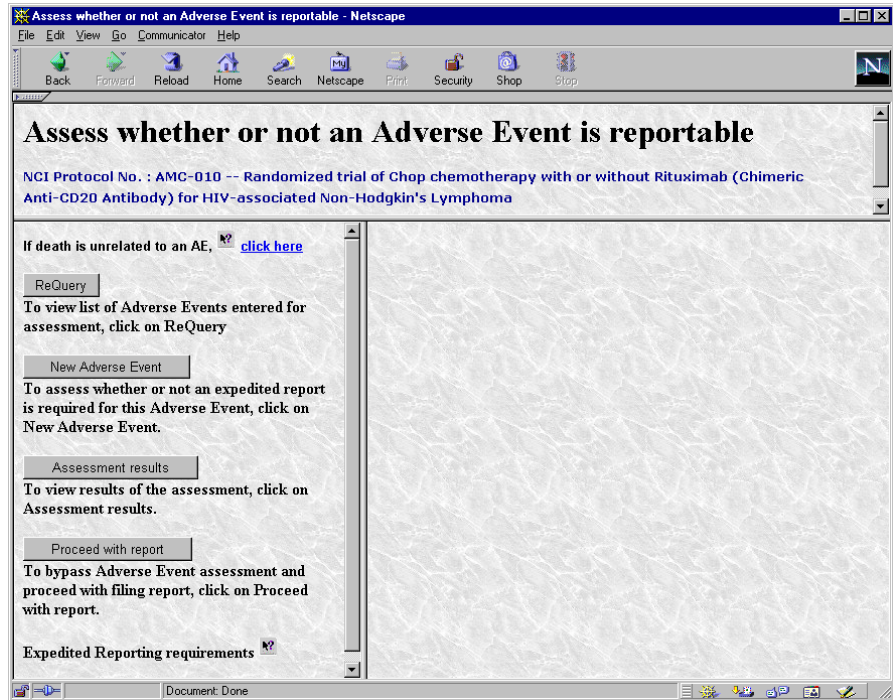 Assess whether or not an Adverse Event is reportable - Netscape
File Edit View Go Communicator Help
Back Forward Reload Home Search Netscape Print Security Shop Stop
My
N
Assess whether or not an Adverse Event is reportable
NCI Protocol No. : AMC-010 -- Randomized trial of Chop chemotherapy with or without Rituximab (Chimeric
Anti-CD20 Antibody) for HIV-associated Non-Hodgkin's Lymphoma
If death is unrelated to an AE, ? click here
ReQuery
To view list of Adverse Events entered for
assessment, click on ReQuery
New Adverse Event
To assess whether or not an expedited report
is required for this Adverse Event, click on
New Adverse Event.
Assessment results
To view results of the assessment, click on
Assessment results.
Proceed with report
To bypass Adverse Event assessment and
proceed with filing report, click on Proceed
with report.
Expedited Reporting requirements ?
Document: Done